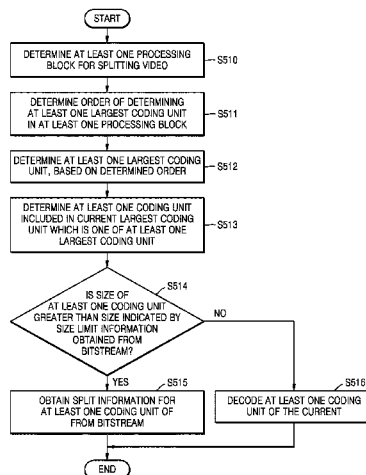 START
DETERMINE AT LEAST ONE PROCESSING
BLOCK FOR SPLITTING VIDEO
S510
DETERMINE ORDER OF DETERMINING
AT LEAST ONE LARGEST CODING UNIT
IN AT LEAST ONE PROCESSING BLOCK
S511
DETERMINE AT LEAST ONE LARGEST CODING
UNIT, BASED ON DETERMINED ORDER
S512
DETERMINE AT LEAST ONE CODING UNIT
INCLUDED IN CURRENT LARGEST CODING
UNIT WHICH IS ONE OF AT LEAST ONE
LARGEST CODING UNIT
S513
S514
IS SIZE OF
AT LEAST ONE CODING UNIT
GREATER THAN SIZE INDICATED BY
SIZE LIMIT INFORMATION
OBTAINED FROM
BITSTREAM?
NO
YES
S515
OBTAIN SPLIT INFORMATION FOR
AT LEAST ONE CODING UNIT OF
FROM BITSTREAM
S516
DECODE AT LEAST ONE CODING
UNIT OF THE CURRENT
END